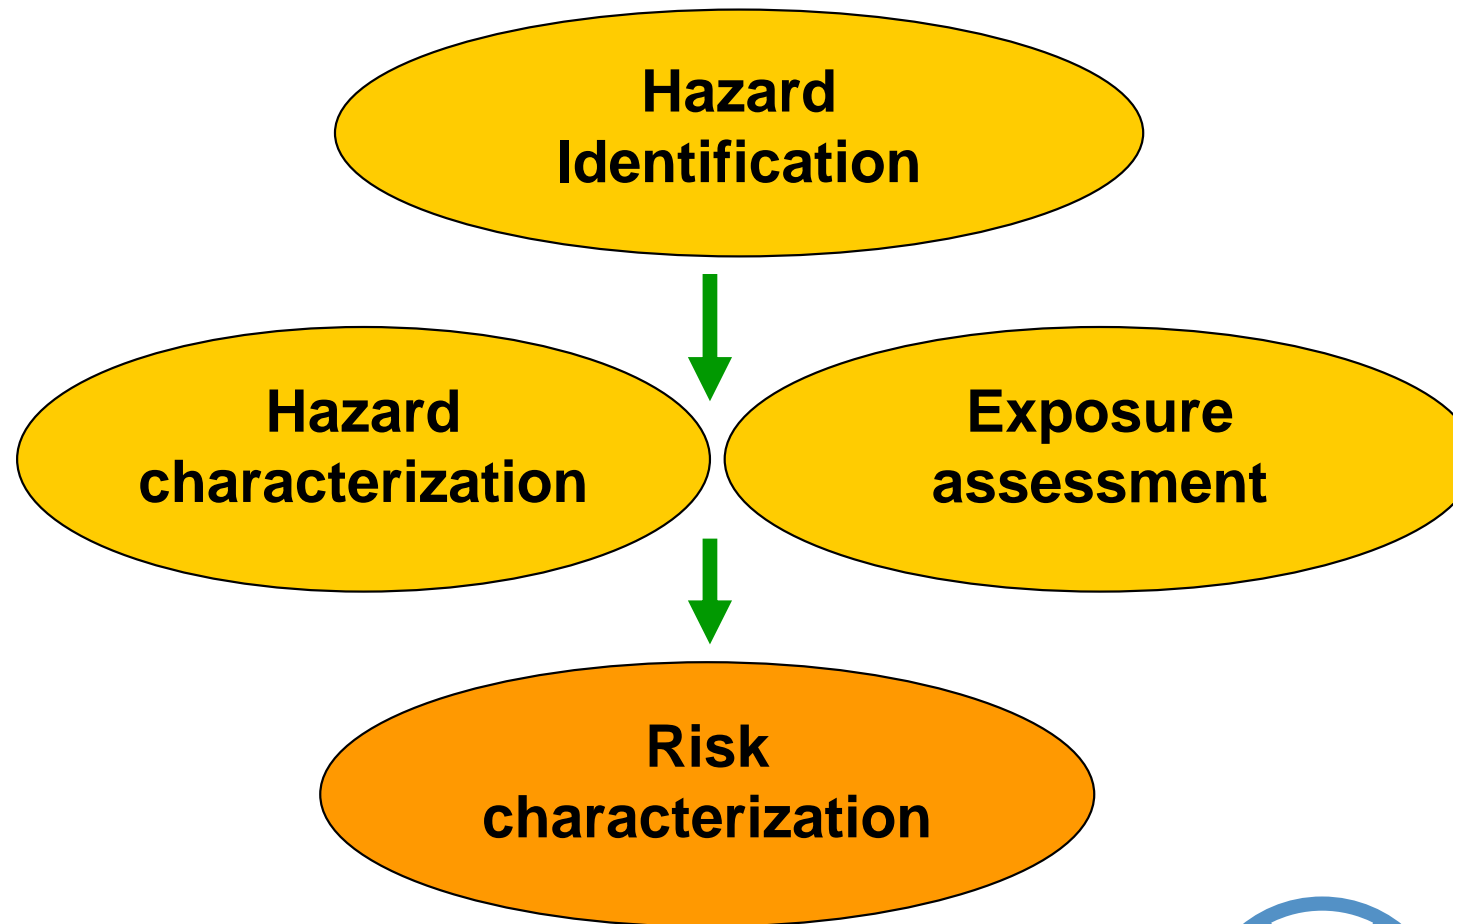 Hazard
Identification
Hazard
characterization
Exposure
assessment
Risk
characterization